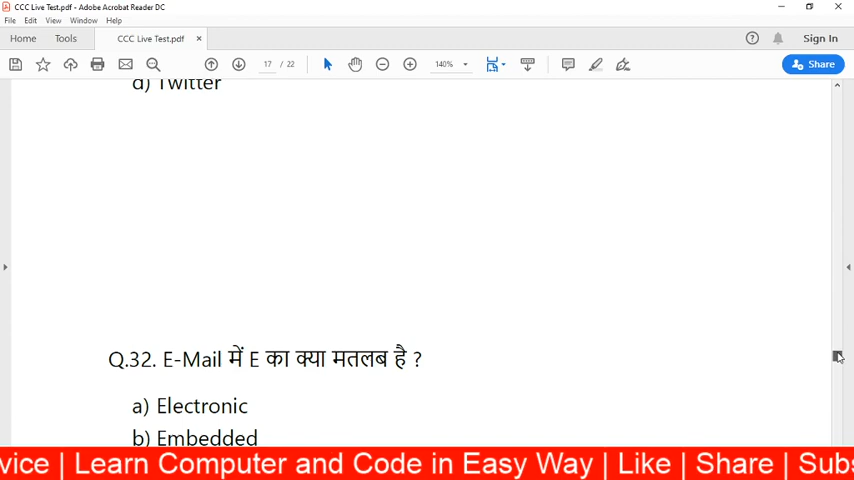 CCC Live Test.pdf - Adobe Acrobat Reader DC
File Edit View Window Help
Home Tools CCC Live Test.pdf × Sign In
17 / 22 140% Share
d) Twitter
Q.32. E-Mail में E का क्या मतलब है ?
a) Electronic
b) Embedded
vice | Learn Computer and Code in Easy Way | Like | Share | Subs